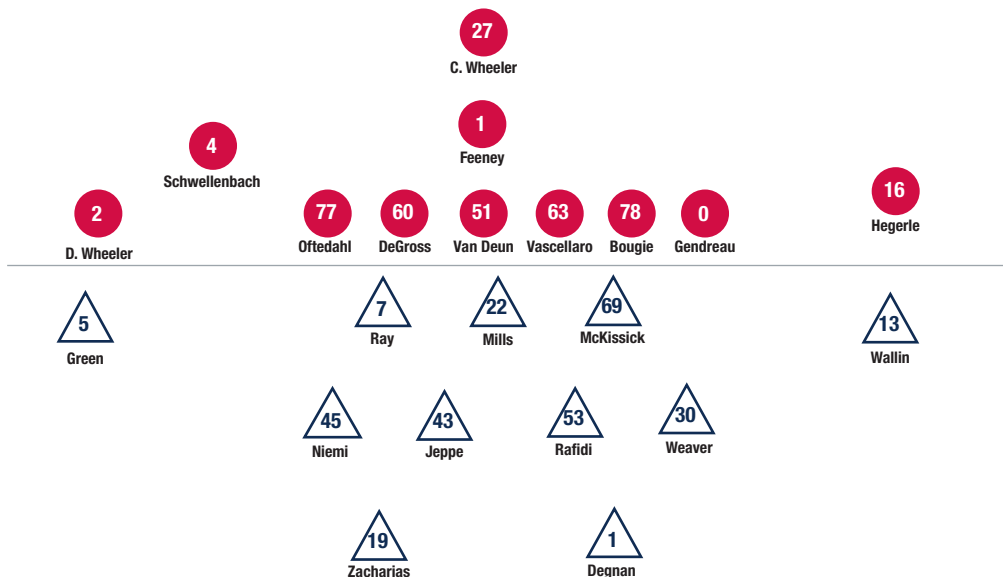 27
C. Wheeler
1
Feeney
4
Schwellenbach
16
Hegerle
2
D. Wheeler
77
Oftedahl
60
DeGross
51
Van Deun
63
Vascellaro
78
Bougie
0
Gendreau
5
Green
7
Ray
22
Mills
69
McKissick
13
Wallin
45
Niemi
43
Jeppe
53
Rafidi
30
Weaver
19
Zacharias
1
Degnan